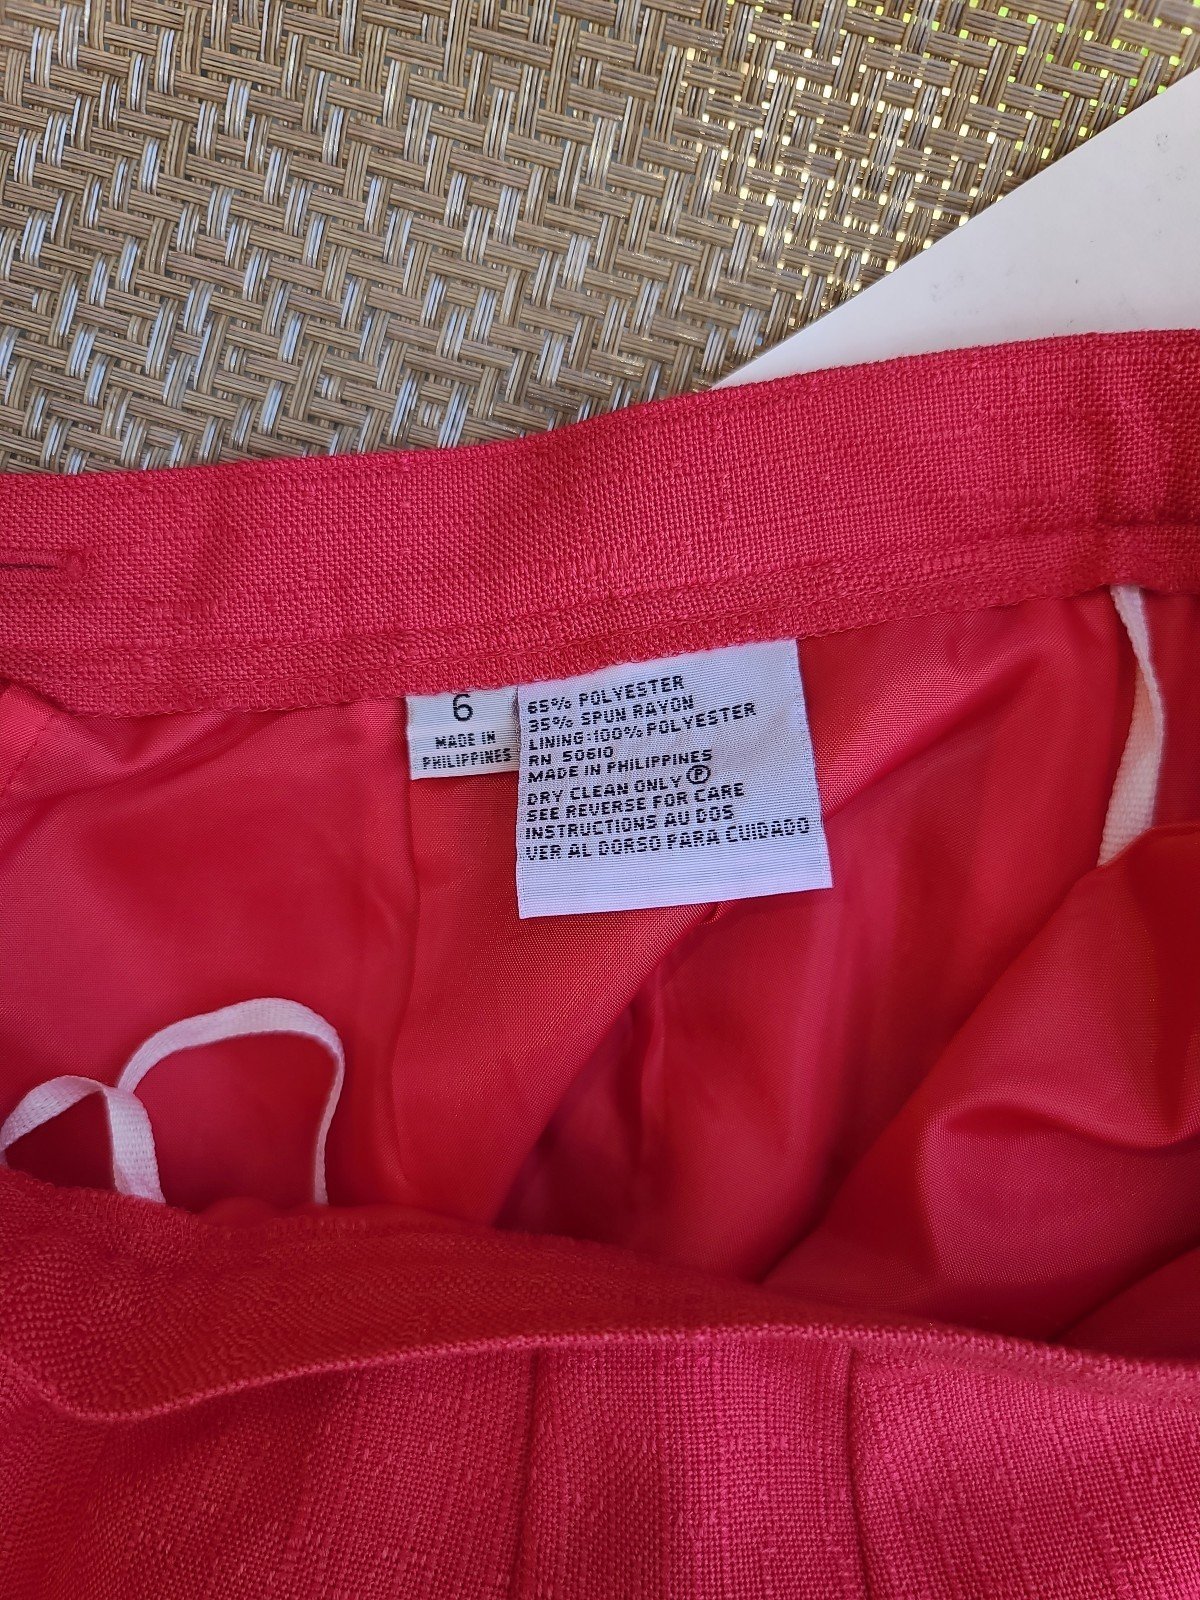 6
MADE IN
PHILIPPINES
65% POLYESTER
35% SPUN RAYON
LINING:100% POLYESTER
RN 50610
MADE IN PHILIPPINES
DRY CLEAN ONLY Ⓟ
SEE REVERSE FOR CARE
INSTRUCTIONS AU DOS
VER AL DORSO PARA CUIDADO